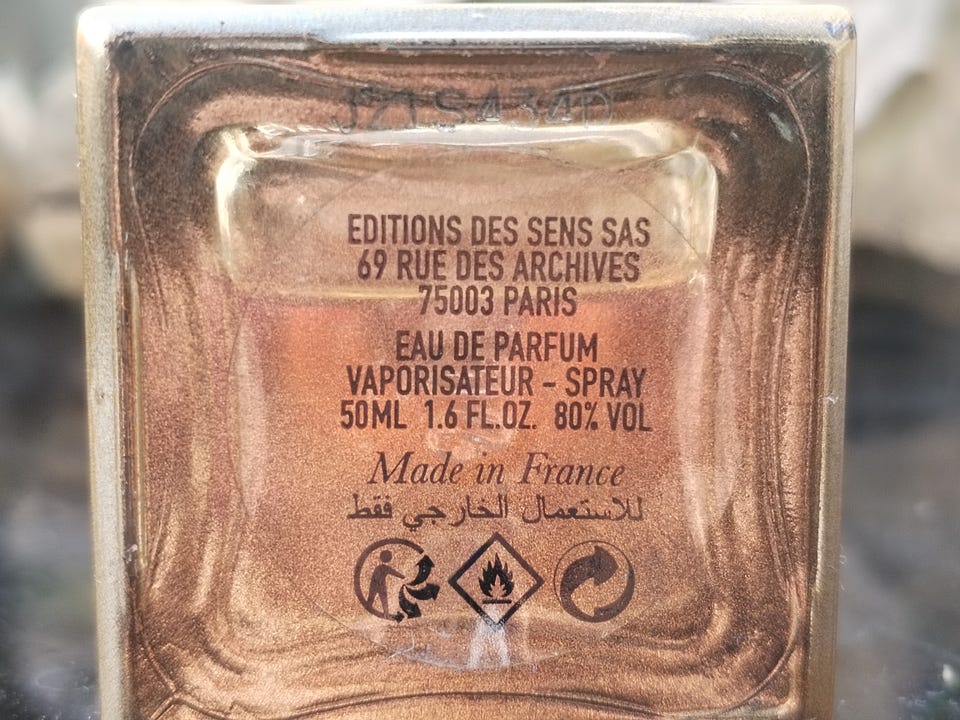 EDITIONS DES SENS SAS
69 RUE DES ARCHIVES
75003 PARIS
EAU DE PARFUM
VAPORISATEUR - SPRAY
50ML 1.6 FL.OZ. 80% VOL
Made in France
للاستعمال الخارجي فقط